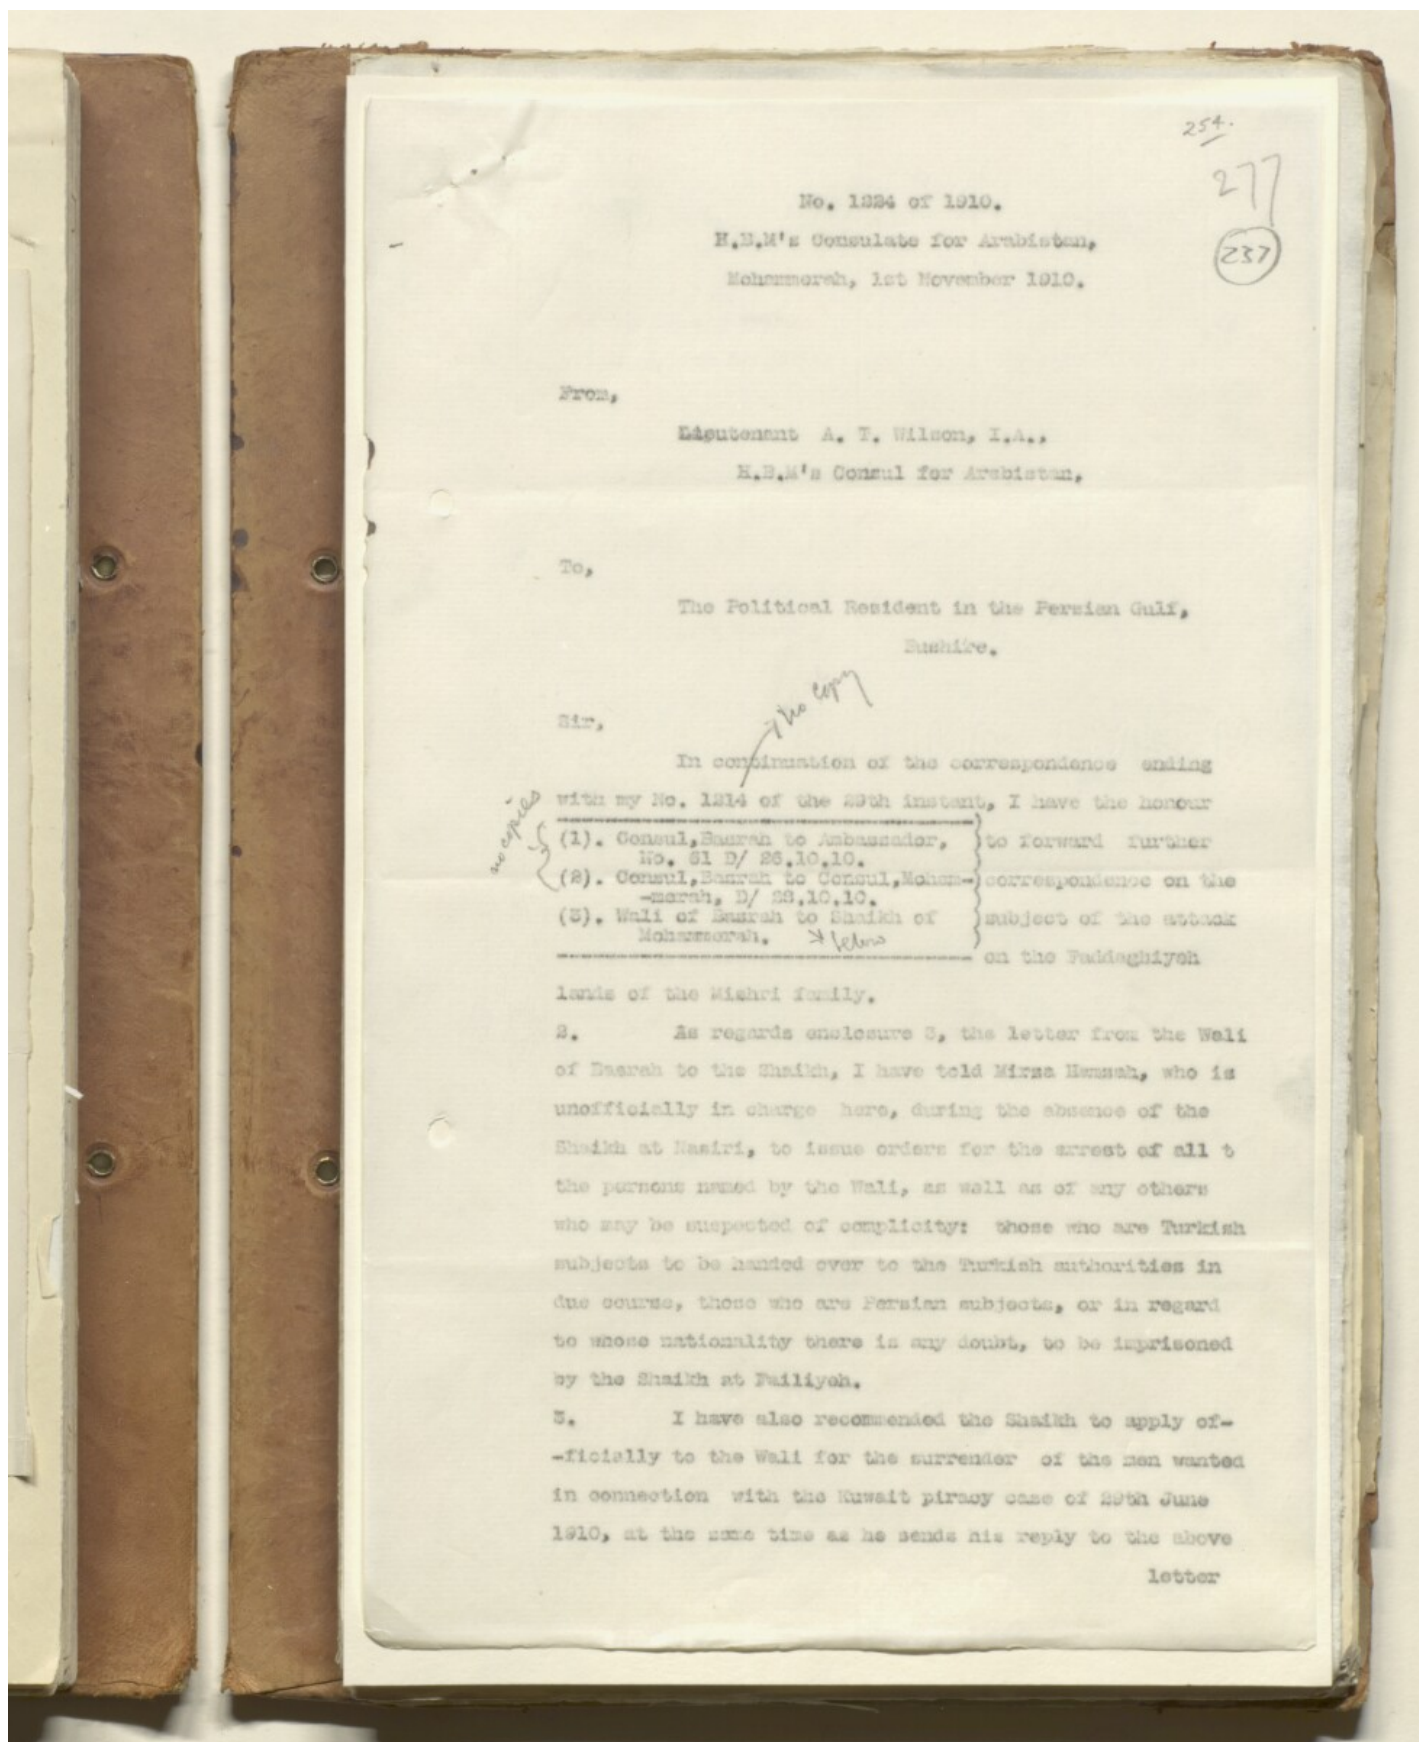 254.
277
237
No. 1324 of 1910.
H.B.M's Consulate for Arabistan,
Mohammerah, 1st November 1910.
From,
Lieutenant A. T. Wilson, I.A.,
H.B.M's Consul for Arabistan,
To,
The Political Resident in the Persian Gulf,
Bushire.
no copy
Sir,
In continuation of the correspondence ending
with my No. 1214 of the 29th instant, I have the honour
no copies
(1). Consul,Basrah to Ambassador, to forward further
No. 51 D/ 26.10.10.
(2). Consul,Basrah to Consul,Moham- correspondence on the
-merah, D/ 28.10.10.
(3). Wali of Basrah to Shaikh of subject of the attack
Mohammerah. below
on the Faddaghiyeh
lands of the Mishri family.
2. As regards enclosure 3, the letter from the Wali
of Basrah to the Shaikh, I have told Mirza Hamzah, who is
unofficially in charge here, during the absence of the
Shaikh at Nasiri, to issue orders for the arrest of all t
the persons named by the Wali, as well as of any others
who may be suspected of complicity: those who are Turkish
subjects to be handed over to the Turkish authorities in
due course, those who are Persian subjects, or in regard
to whose nationality there is any doubt, to be imprisoned
by the Shaikh at Failiyeh.
3. I have also recommended the Shaikh to apply of-
-ficially to the Wali for the surrender of the men wanted
in connection with the Kuwait piracy case of 29th June
1910, at the same time as he sends his reply to the above
letter